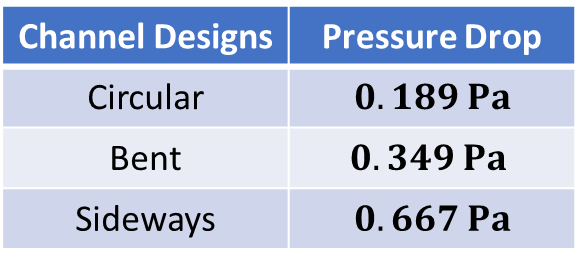 Channel Designs Pressure Drop
Circular 0.189 Pa
Bent 0.349 Pa
Sideways 0.667 Pa